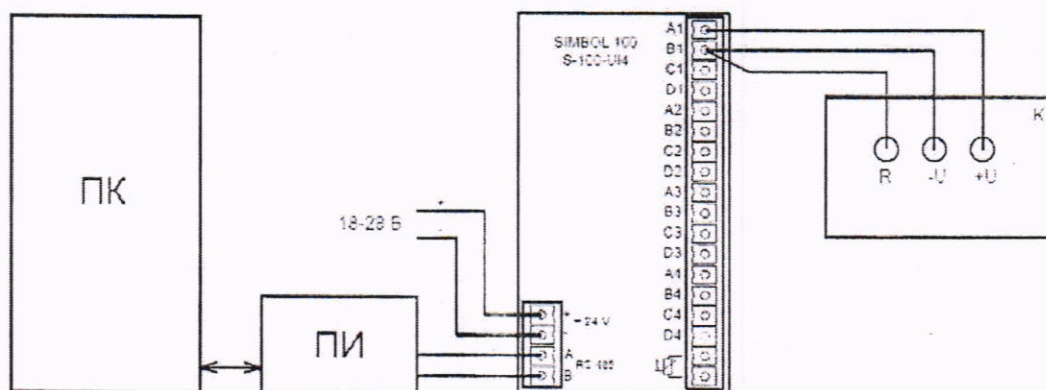 ПК
18-28 В
+
-
ПИ
SIMBOL 100
S-100-UI4
A1
B1
C1
D1
A2
B2
C2
D2
A3
B3
C3
D3
A4
B4
C4
D4
+
= 24 V
-
A
RS 485
B
К
R
-U
+U